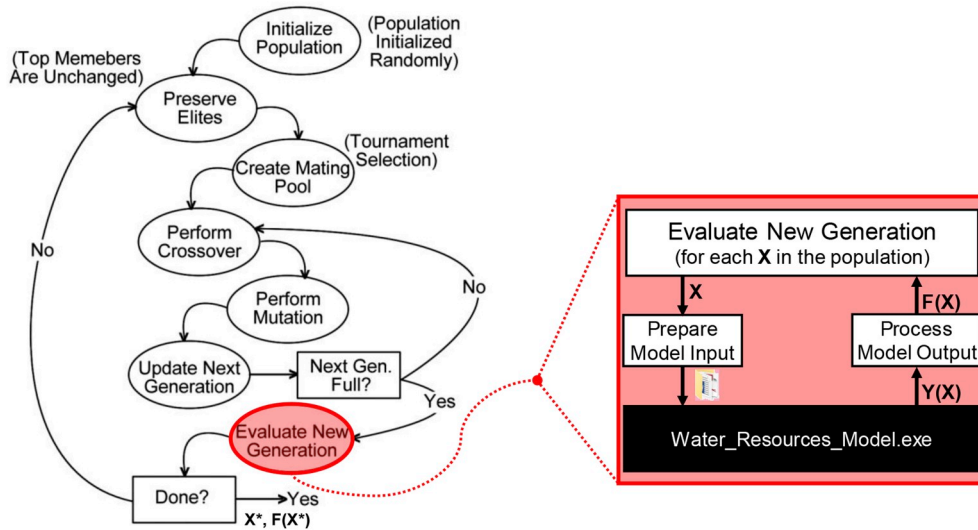 Initialize
Population
(Population
Initialized
Randomly)
(Top Memebers
Are Unchanged)
Preserve
Elites
(Tournament
Selection)
Create Mating
Pool
Perform
Crossover
No
No
Perform
Mutation
Update Next
Generation
Next Gen.
Full?
Yes
Evaluate New
Generation
Done?
Yes
X*, F(X*)
Evaluate New Generation
(for each X in the population)
X
F(X)
Prepare
Model Input
Process
Model Output
Y(X)
Water_Resources_Model.exe